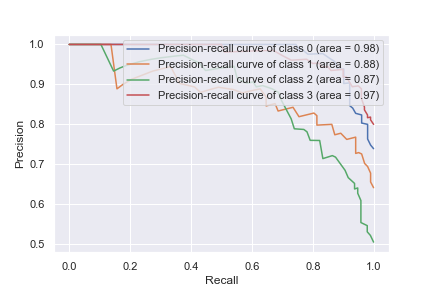 1.0
0.9
0.8
0.7
0.6
0.5
Precision
Precision-recall curve of class 0 (area = 0.98)
Precision-recall curve of class 1 (area = 0.88)
Precision-recall curve of class 2 (area = 0.87)
Precision-recall curve of class 3 (area = 0.97)
0.0 0.2 0.4 0.6 0.8 1.0
Recall